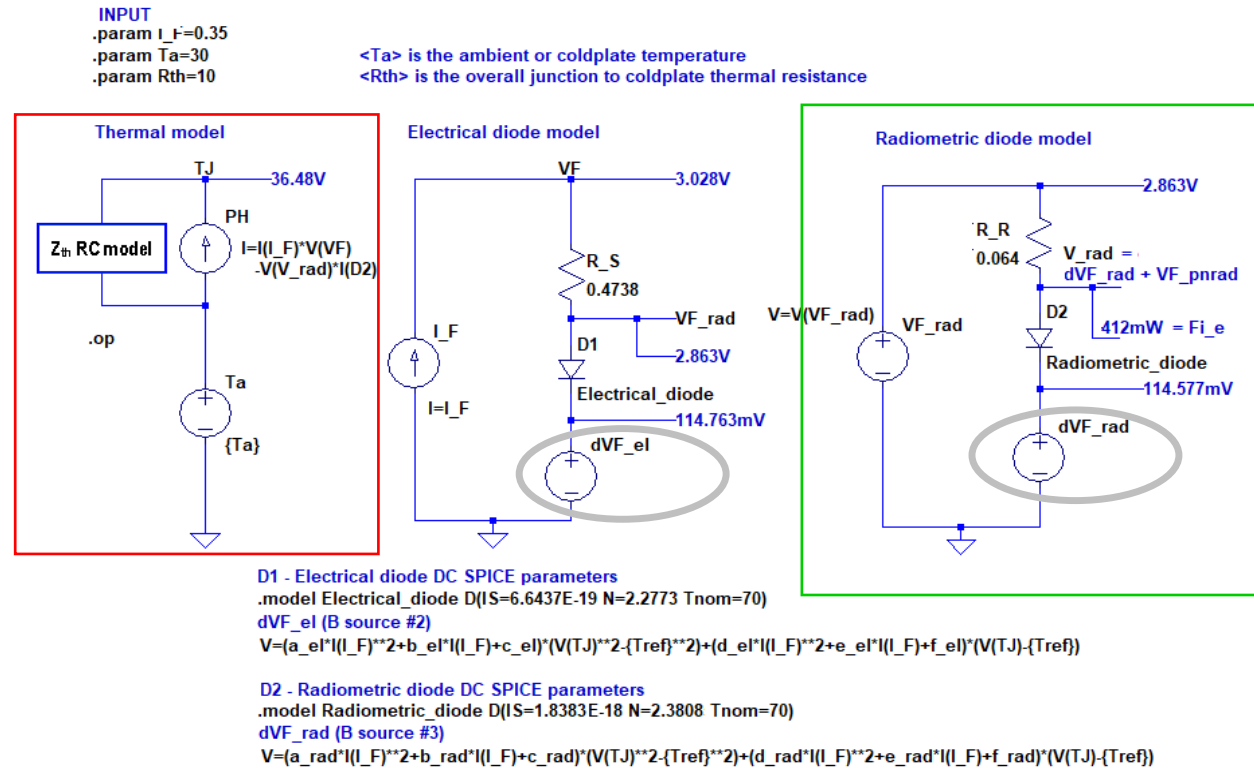 INPUT
.param I_F=0.35
.param Ta=30
<Ta> is the ambient or coldplate temperature
.param Rth=10
<Rth> is the overall junction to coldplate thermal resistance
Thermal model
TJ
36.48V
PH
Zth RC model
I=I(I_F)*V(VF)
-V(V_rad)*I(D2)
.op
Ta
{Ta}
Electrical diode model
VF
3.028V
R_S
0.4738
VF_rad
2.863V
I_F
I=I_F
D1
Electrical_diode
114.763mV
dVF_el
Radiometric diode model
2.863V
R_R
0.064
V_rad =
dVF_rad + VF_pnrad
V=V(VF_rad)
VF_rad
D2
412mW = Fi_e
Radiometric_diode
114.577mV
dVF_rad
D1 - Electrical diode DC SPICE parameters
.model Electrical_diode D(IS=6.6437E-19 N=2.2773 Tnom=70)
dVF_el (B source #2)
V=(a_el*I(I_F)**2+b_el*I(I_F)+c_el)*(V(TJ)**2-{Tref}**2)+(d_el*I(I_F)**2+e_el*I(I_F)+f_el)*(V(TJ)-{Tref})
D2 - Radiometric diode DC SPICE parameters
.model Radiometric_diode D(IS=1.8383E-18 N=2.3808 Tnom=70)
dVF_rad (B source #3)
V=(a_rad*I(I_F)**2+b_rad*I(I_F)+c_rad)*(V(TJ)**2-{Tref}**2)+(d_rad*I(I_F)**2+e_rad*I(I_F)+f_rad)*(V(TJ)-{Tref})